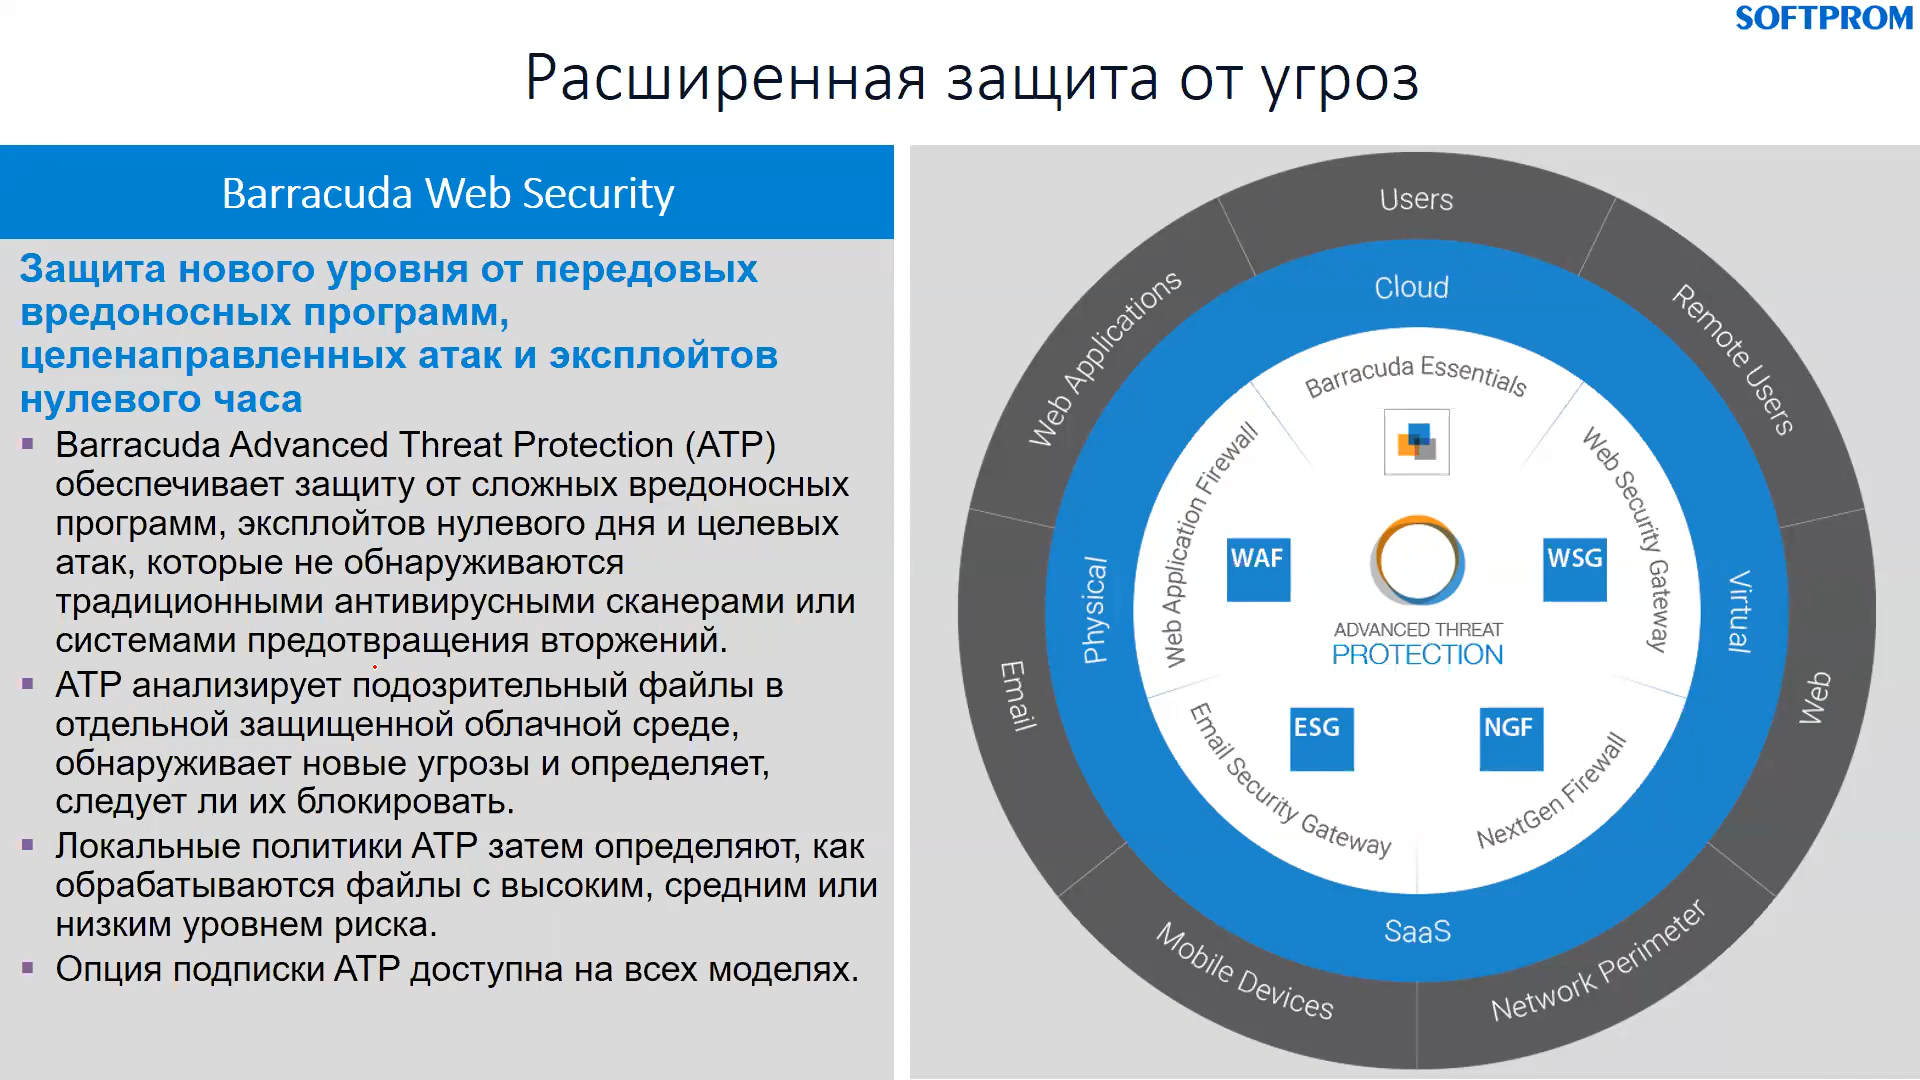 SOFTPROM
Расширенная защита от угроз
Barracuda Web Security
Защита нового уровня от передовых
вредоносных программ,
целенаправленных атак и эксплойтов
нулевого часа
▪ Barracuda Advanced Threat Protection (ATP)
обеспечивает защиту от сложных вредоносных
программ, эксплойтов нулевого дня и целевых
атак, которые не обнаруживаются
традиционными антивирусными сканерами или
системами предотвращения вторжений.
▪ ATP анализирует подозрительный файлы в
отдельной защищенной облачной среде,
обнаруживает новые угрозы и определяет,
следует ли их блокировать.
▪ Локальные политики ATP затем определяют, как
обрабатываются файлы с высоким, средним или
низким уровнем риска.
▪ Опция подписки ATP доступна на всех моделях.
Users
Remote Users
Web
Network Perimeter
Mobile Devices
Email
Web Applications
Cloud
Virtual
SaaS
Physical
Barracuda Essentials
Web Security Gateway
WSG
NextGen Firewall
NGF
Email Security Gateway
ESG
Web Application Firewall
WAF
ADVANCED THREAT
PROTECTION